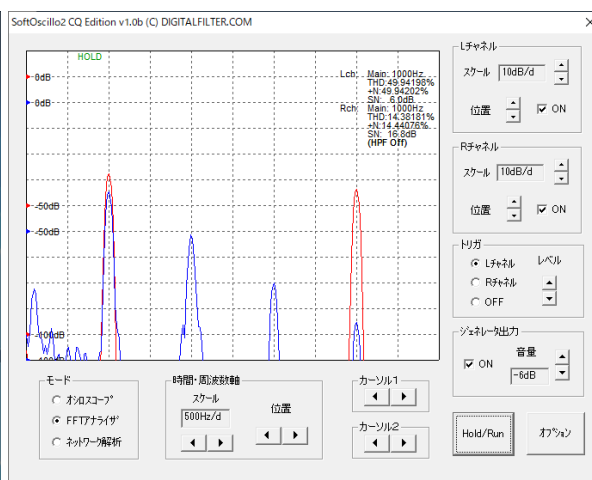 SoftOscillo2 CQ Edition v1.0b (C) DIGITALFILTER.COM
HOLD
0dB
0dB
-50dB
-50dB
-100dB
-100dB
Lch: Main: 1000Hz
THD:49.94198%
+N:49.94202%
SN: 6.0dB
Rch: Main: 1000Hz
THD:14.38181%
+N:14.44076%
SN: 16.8dB
(HPF Off)
Lチャネル
スケール 10dB/d
位置 ON
Rチャネル
スケール 10dB/d
位置 ON
トリガ
Lチャネル レベル
Rチャネル
OFF
ジェネレータ出力
ON 音量
-6dB
モード
オシロスコープ
FFTアナライザ
ネットワーク解析
時間・周波数軸
スケール 位置
500Hz/d
カーソル1
カーソル2
Hold/Run
オプション